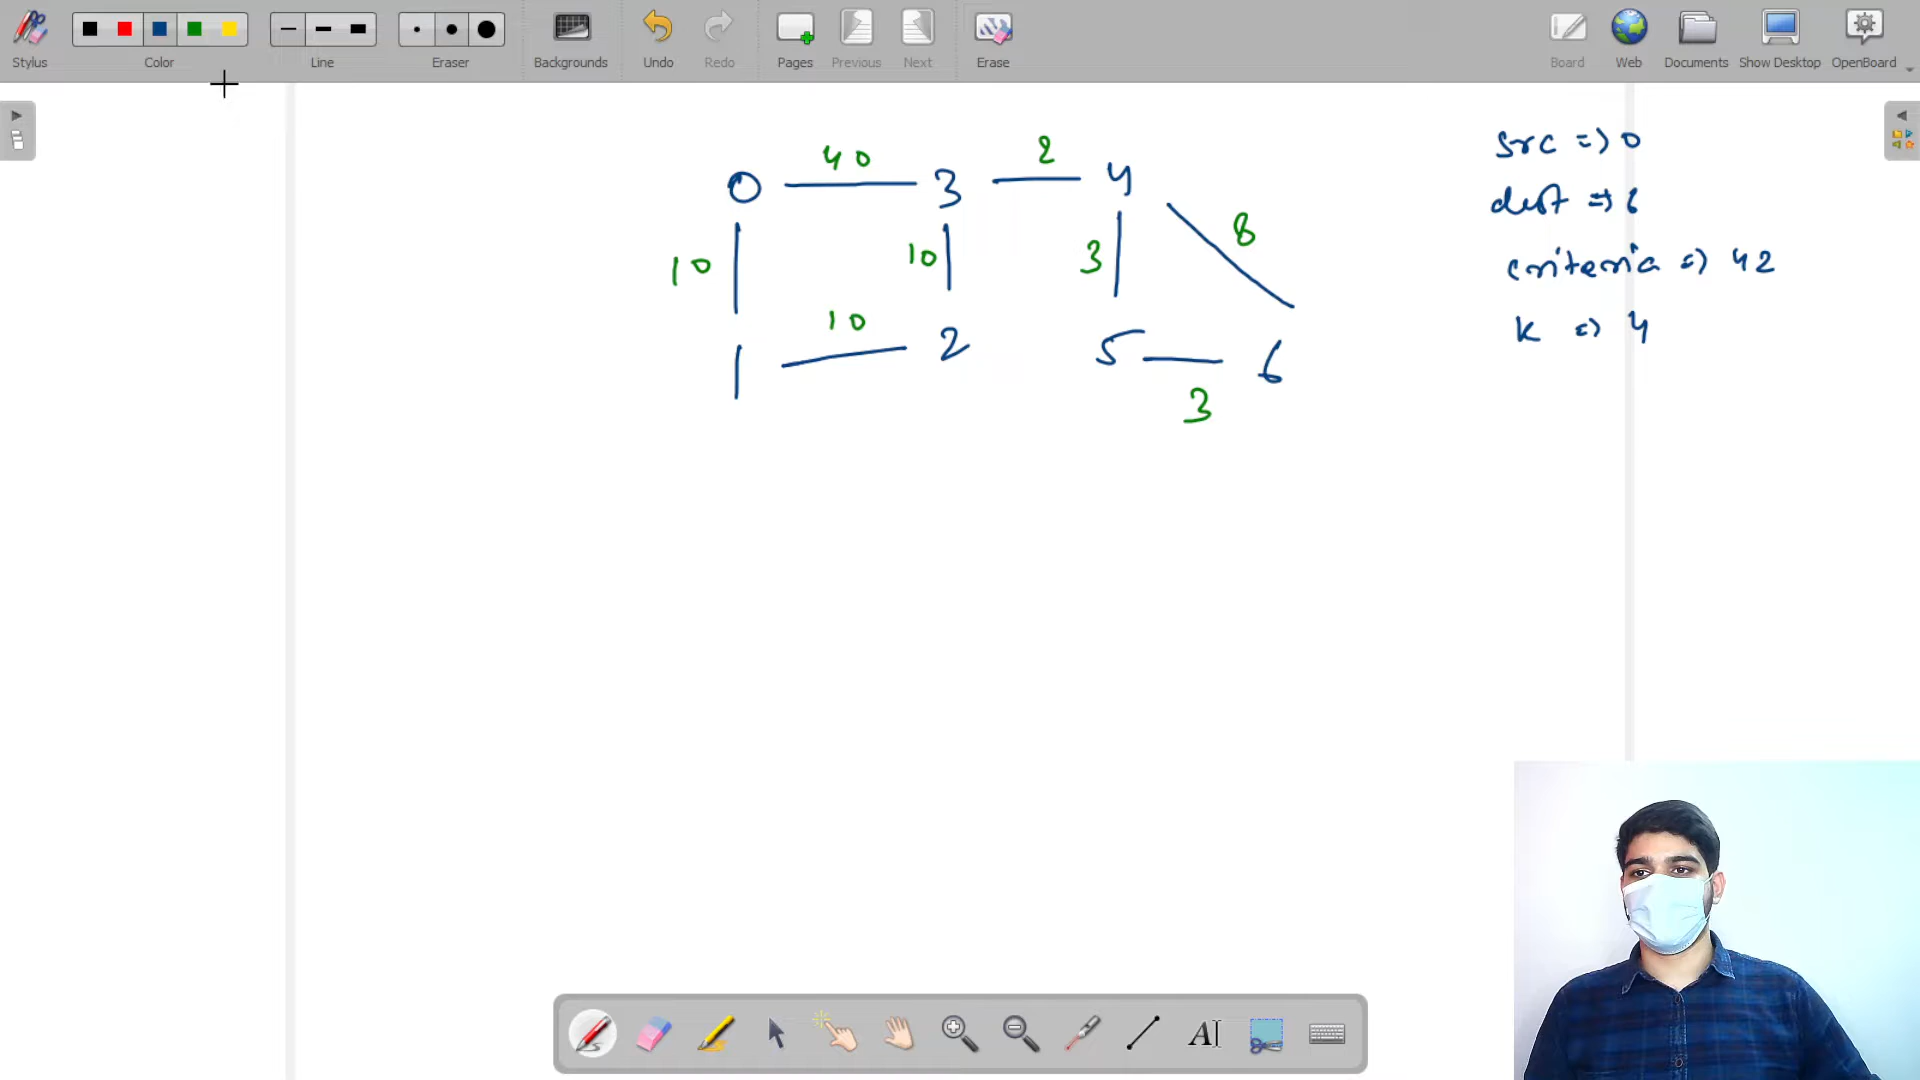 Stylus Color Line Eraser Backgrounds Undo Redo Pages Previous Next Erase Board Web Documents Show Desktop OpenBoard
40 2
0 3 4
10 10 3 8
10
1 2 5 6
3
src => 0
dest => 6
criteria => 42
k => 4
A